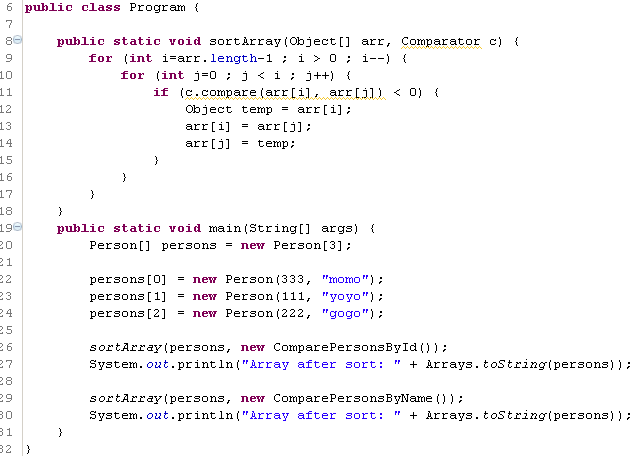 6 public class Program {
7
8 public static void sortArray(Object[] arr, Comparator c) {
9 for (int i=arr.length-1 ; i > 0 ; i--) {
10 for (int j=0 ; j < i ; j++) {
11 if (c.compare(arr[i], arr[j]) < 0) {
12 Object temp = arr[i];
13 arr[i] = arr[j];
14 arr[j] = temp;
15 }
16 }
17 }
18 }
19 public static void main(String[] args) {
20 Person[] persons = new Person[3];
21
22 persons[0] = new Person(333, "momo");
23 persons[1] = new Person(111, "yoyo");
24 persons[2] = new Person(222, "gogo");
25
26 sortArray(persons, new ComparePersonsById());
27 System.out.println("Array after sort: " + Arrays.toString(persons));
28
29 sortArray(persons, new ComparePersonsByName());
30 System.out.println("Array after sort: " + Arrays.toString(persons));
31 }
32 }